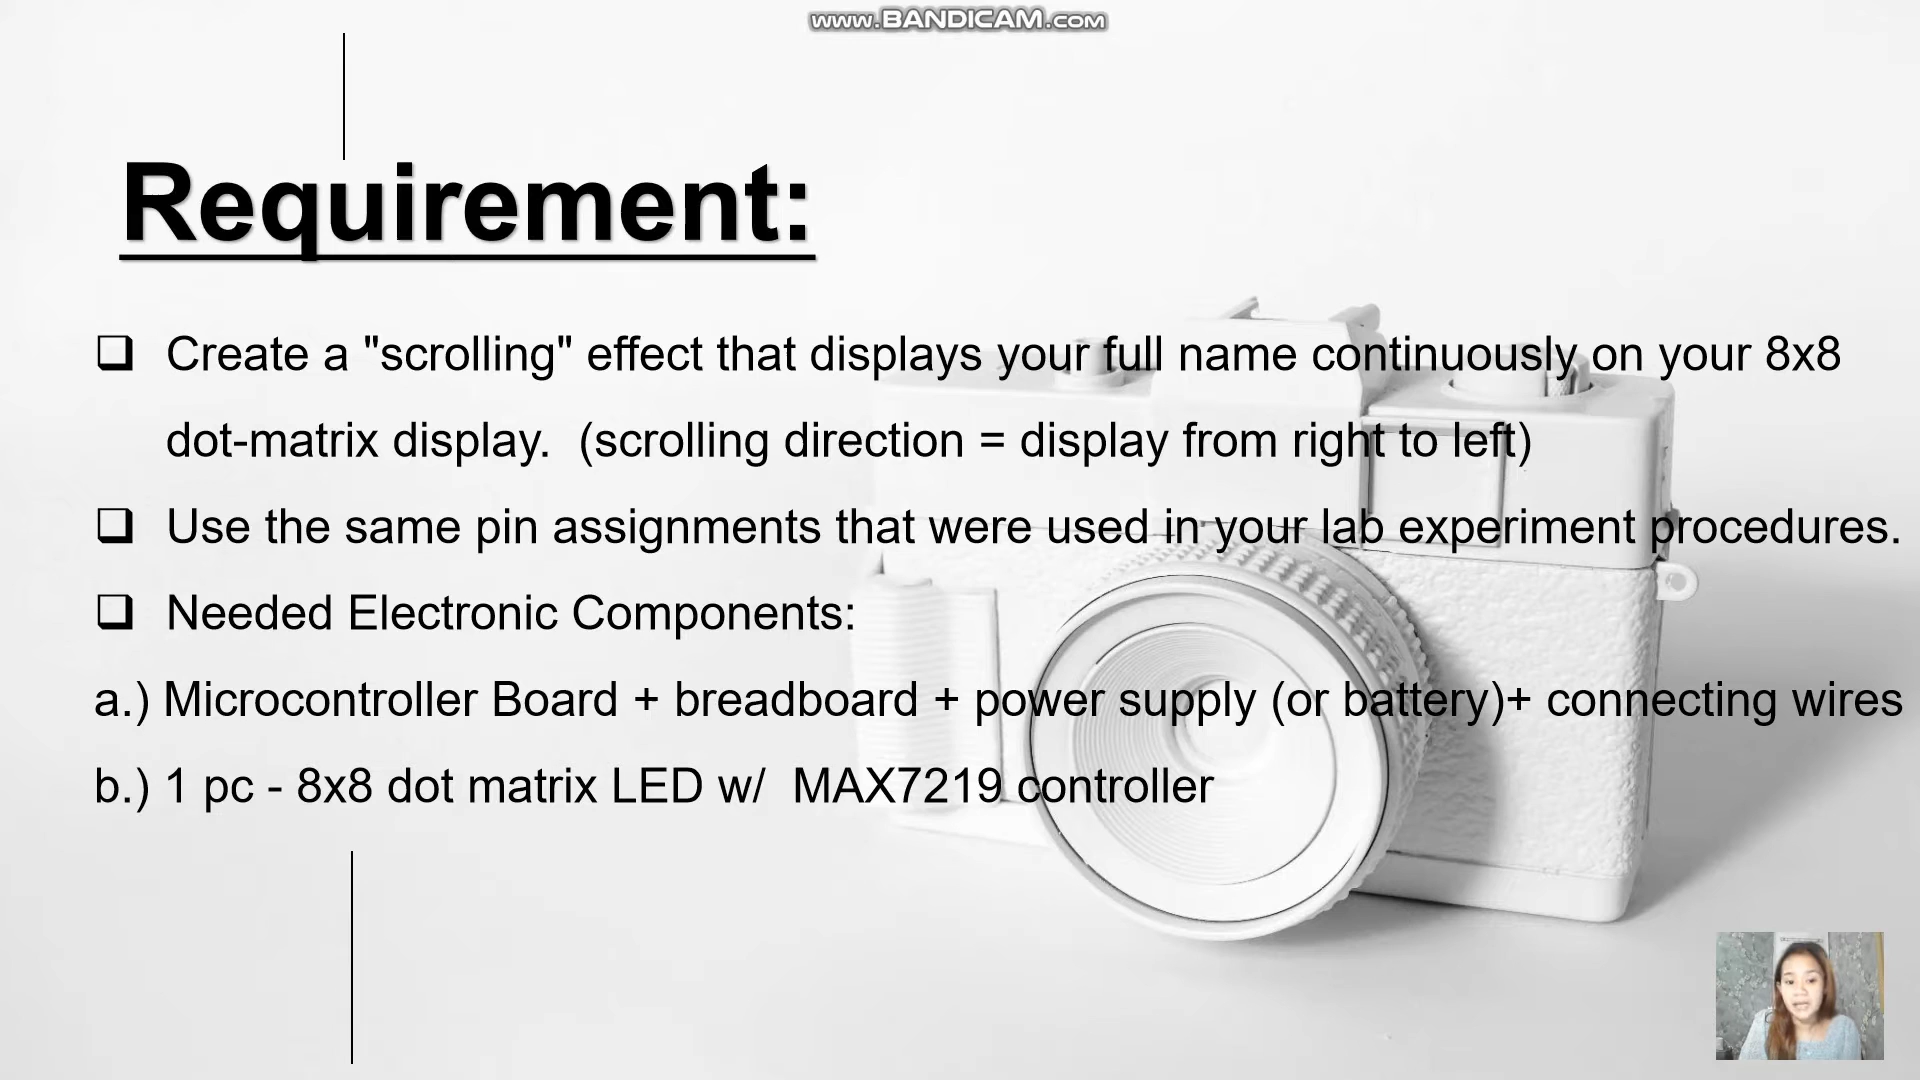 www.BANDICAM.com
Requirement:
❑ Create a "scrolling" effect that displays your full name continuously on your 8x8
dot-matrix display.  (scrolling direction = display from right to left)
❑ Use the same pin assignments that were used in your lab experiment procedures.
❑ Needed Electronic Components:
a.) Microcontroller Board + breadboard + power supply (or battery)+ connecting wires
b.) 1 pc - 8x8 dot matrix LED w/  MAX7219 controller